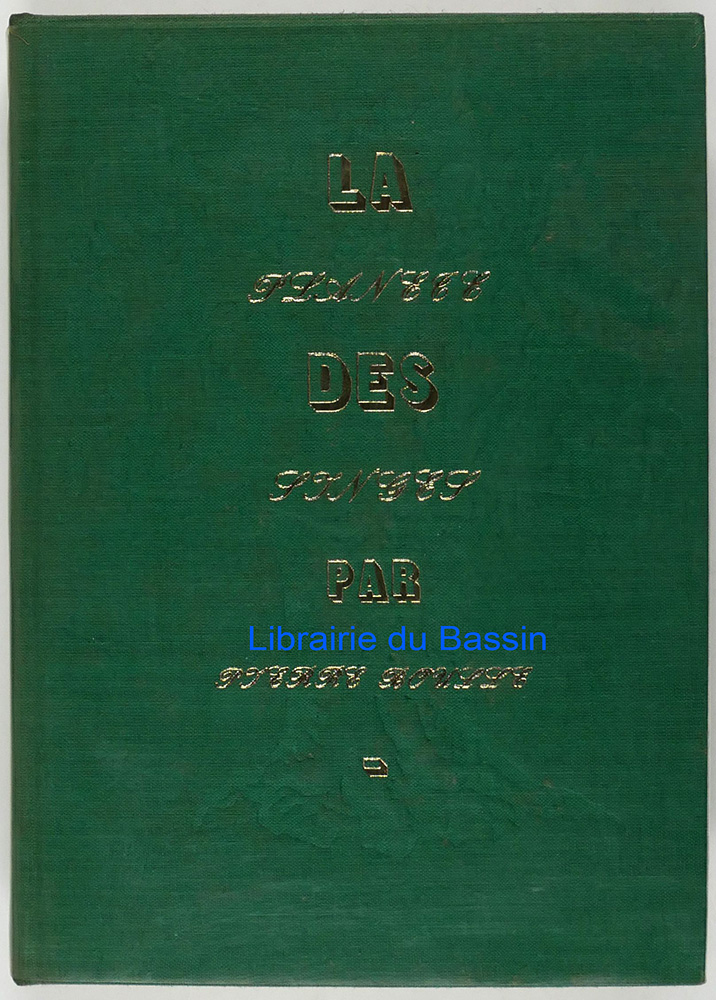 LA
PLANETE
DES
SINGES
PAR
Librairie du Bassin
PIERRE BOULLE